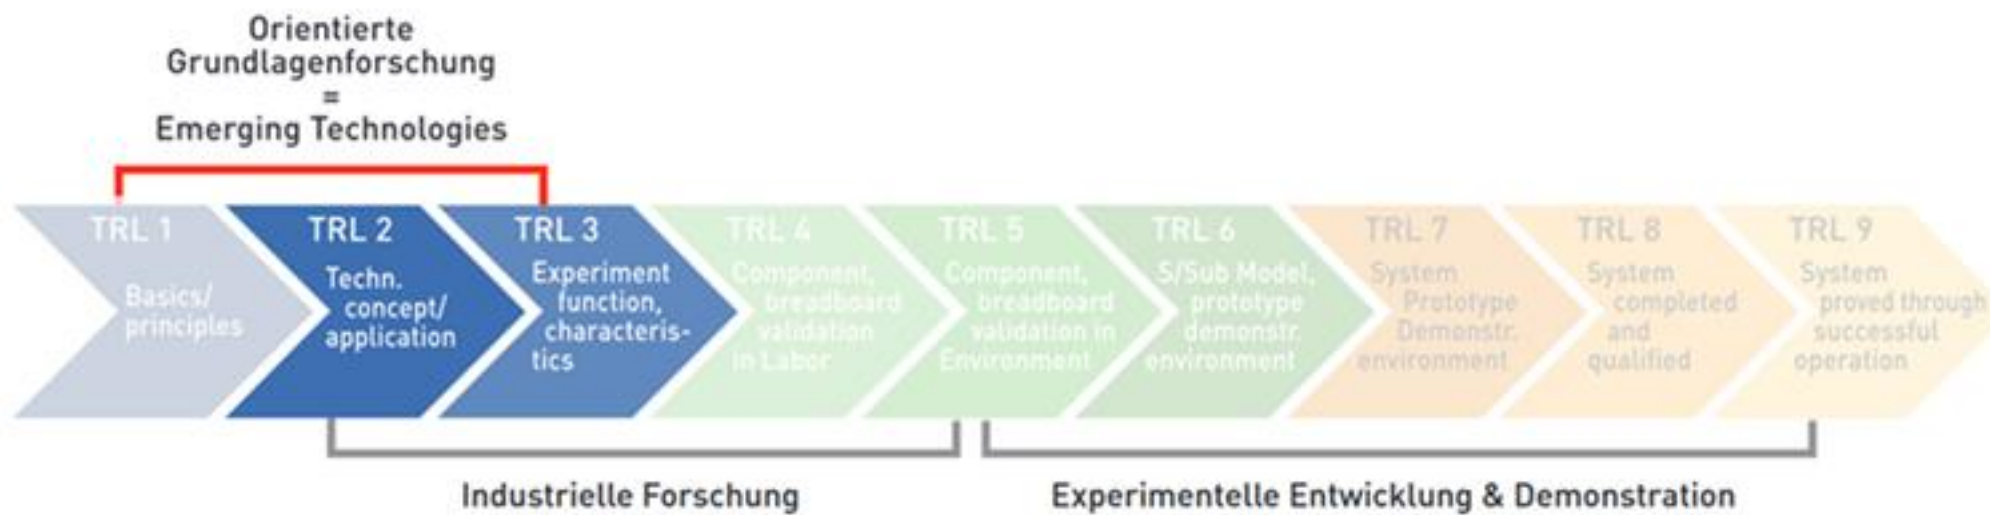 Orientierte
Grundlagenforschung
=
Emerging Technologies
TRL 1
Basics/
principles
TRL 2
Techn.
concept/
application
TRL 3
Experiment
function,
characteris-
tics
TRL 4
Component,
breadboard
validation
in Labor
TRL 5
Component,
breadboard
validation in
Environment
TRL 6
S/Sub Model,
prototype
demonstr.
environment
TRL 7
System
Prototype
Demonstr.
environment
TRL 8
System
completed
and
qualified
TRL 9
System
proved through
successful
operation
Industrielle Forschung
Experimentelle Entwicklung & Demonstration